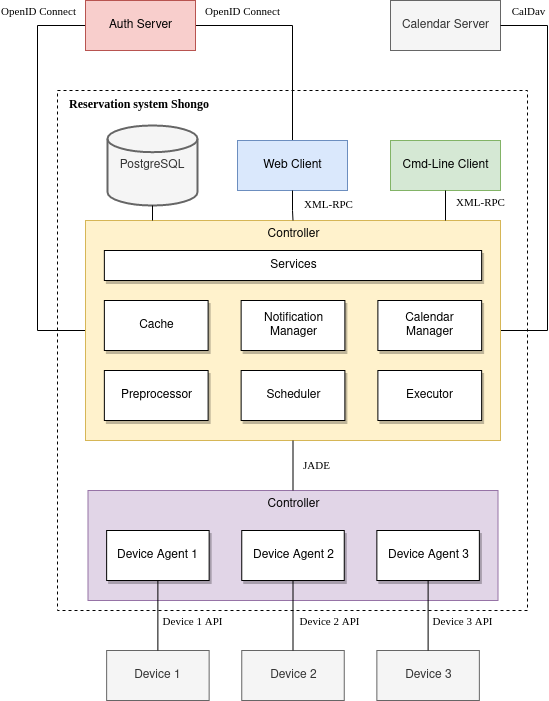 OpenID Connect
Auth Server
OpenID Connect
Calendar Server
CalDav
Reservation system Shongo
PostgreSQL
Web Client
Cmd-Line Client
XML-RPC
XML-RPC
Controller
Services
Cache
Notification
Manager
Calendar
Manager
Preprocessor
Scheduler
Executor
JADE
Controller
Device Agent 1
Device Agent 2
Device Agent 3
Device 1 API
Device 2 API
Device 3 API
Device 1
Device 2
Device 3